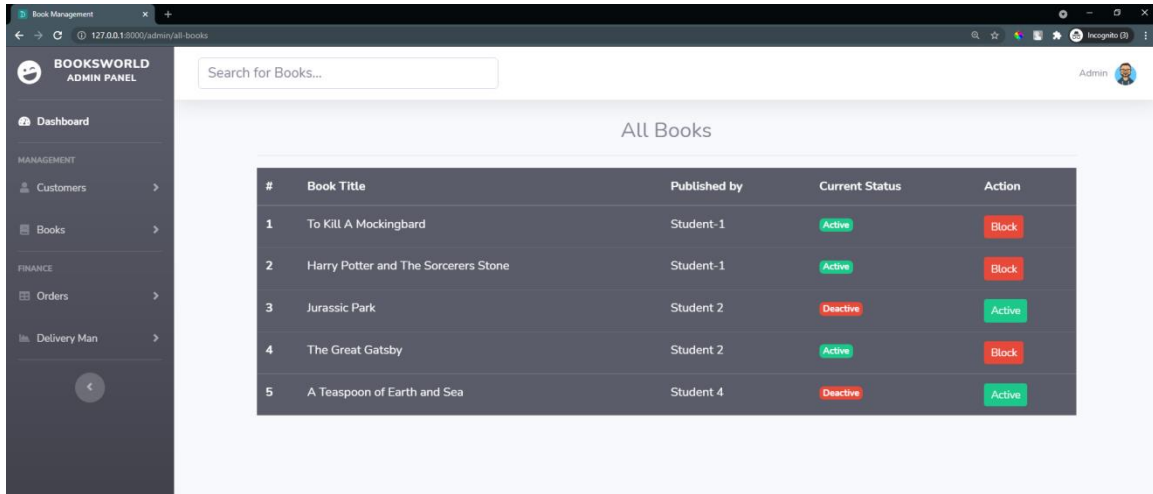 Book Management
127.0.0.1:8000/admin/all-books
Incognito (3)
BOOKSWORLD
ADMIN PANEL
Search for Books...
Admin
Dashboard
MANAGEMENT
Customers
Books
FINANCE
Orders
Delivery Man
All Books
# Book Title Published by Current Status Action
1 To Kill A Mockingbard Student-1 Active Block
2 Harry Potter and The Sorcerers Stone Student-1 Active Block
3 Jurassic Park Student 2 Deactive Active
4 The Great Gatsby Student 2 Active Block
5 A Teaspoon of Earth and Sea Student 4 Deactive Active